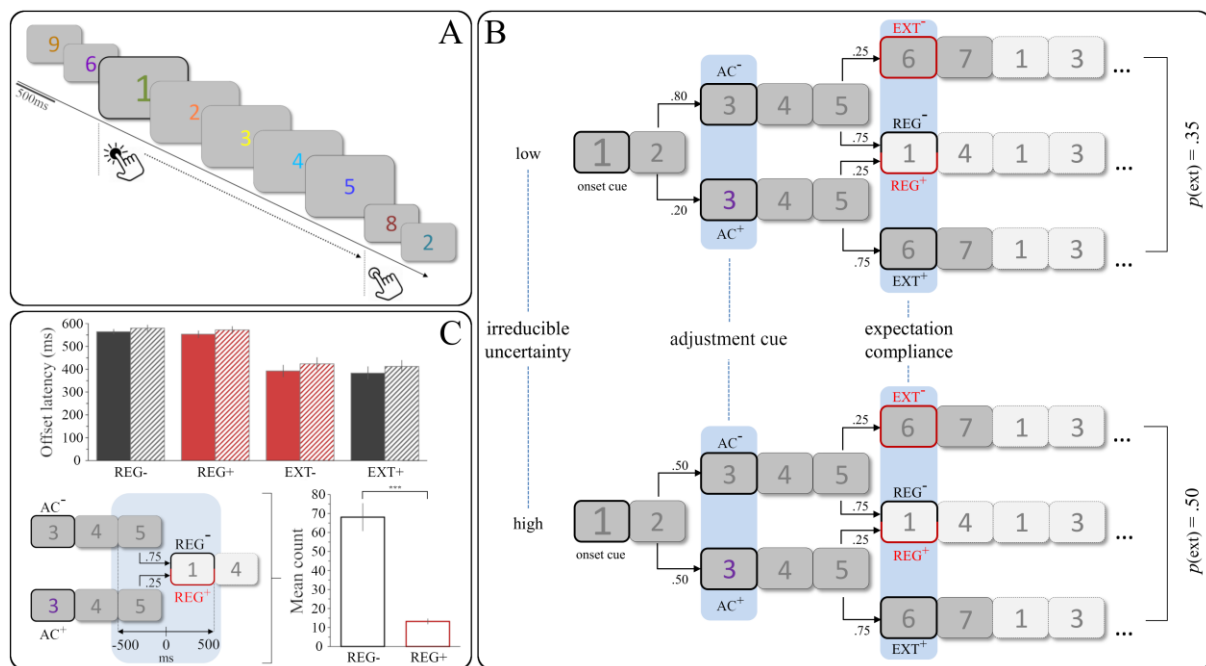 A
9
6
1
2
3
4
5
8
2
500ms
B
low
irreducible
uncertainty
high
1 2
onset cue
.80
.20
AC-
3 4 5
3 4 5
AC+
.25
.75
.25
.75
EXT-
6 7 1 3 ...
REG-
1 4 1 3 ...
REG+
6 7 1 3 ...
EXT+
p(ext) = .35
adjustment cue
expectation
compliance
1 2
onset cue
.50
.50
AC-
3 4 5
3 4 5
AC+
.25
.75
.25
.75
EXT-
6 7 1 3 ...
REG-
1 4 1 3 ...
REG+
6 7 1 3 ...
EXT+
p(ext) = .50
C
Offset latency (ms)
600
500
400
300
200
100
0
REG- REG+ EXT- EXT+
AC-
3 4 5
REG-
.75
1 4
.25
REG+
3 4 5
AC+
-500 0 500
ms
Mean count
80
70
60
50
40
30
20
10
0
***
REG- REG+